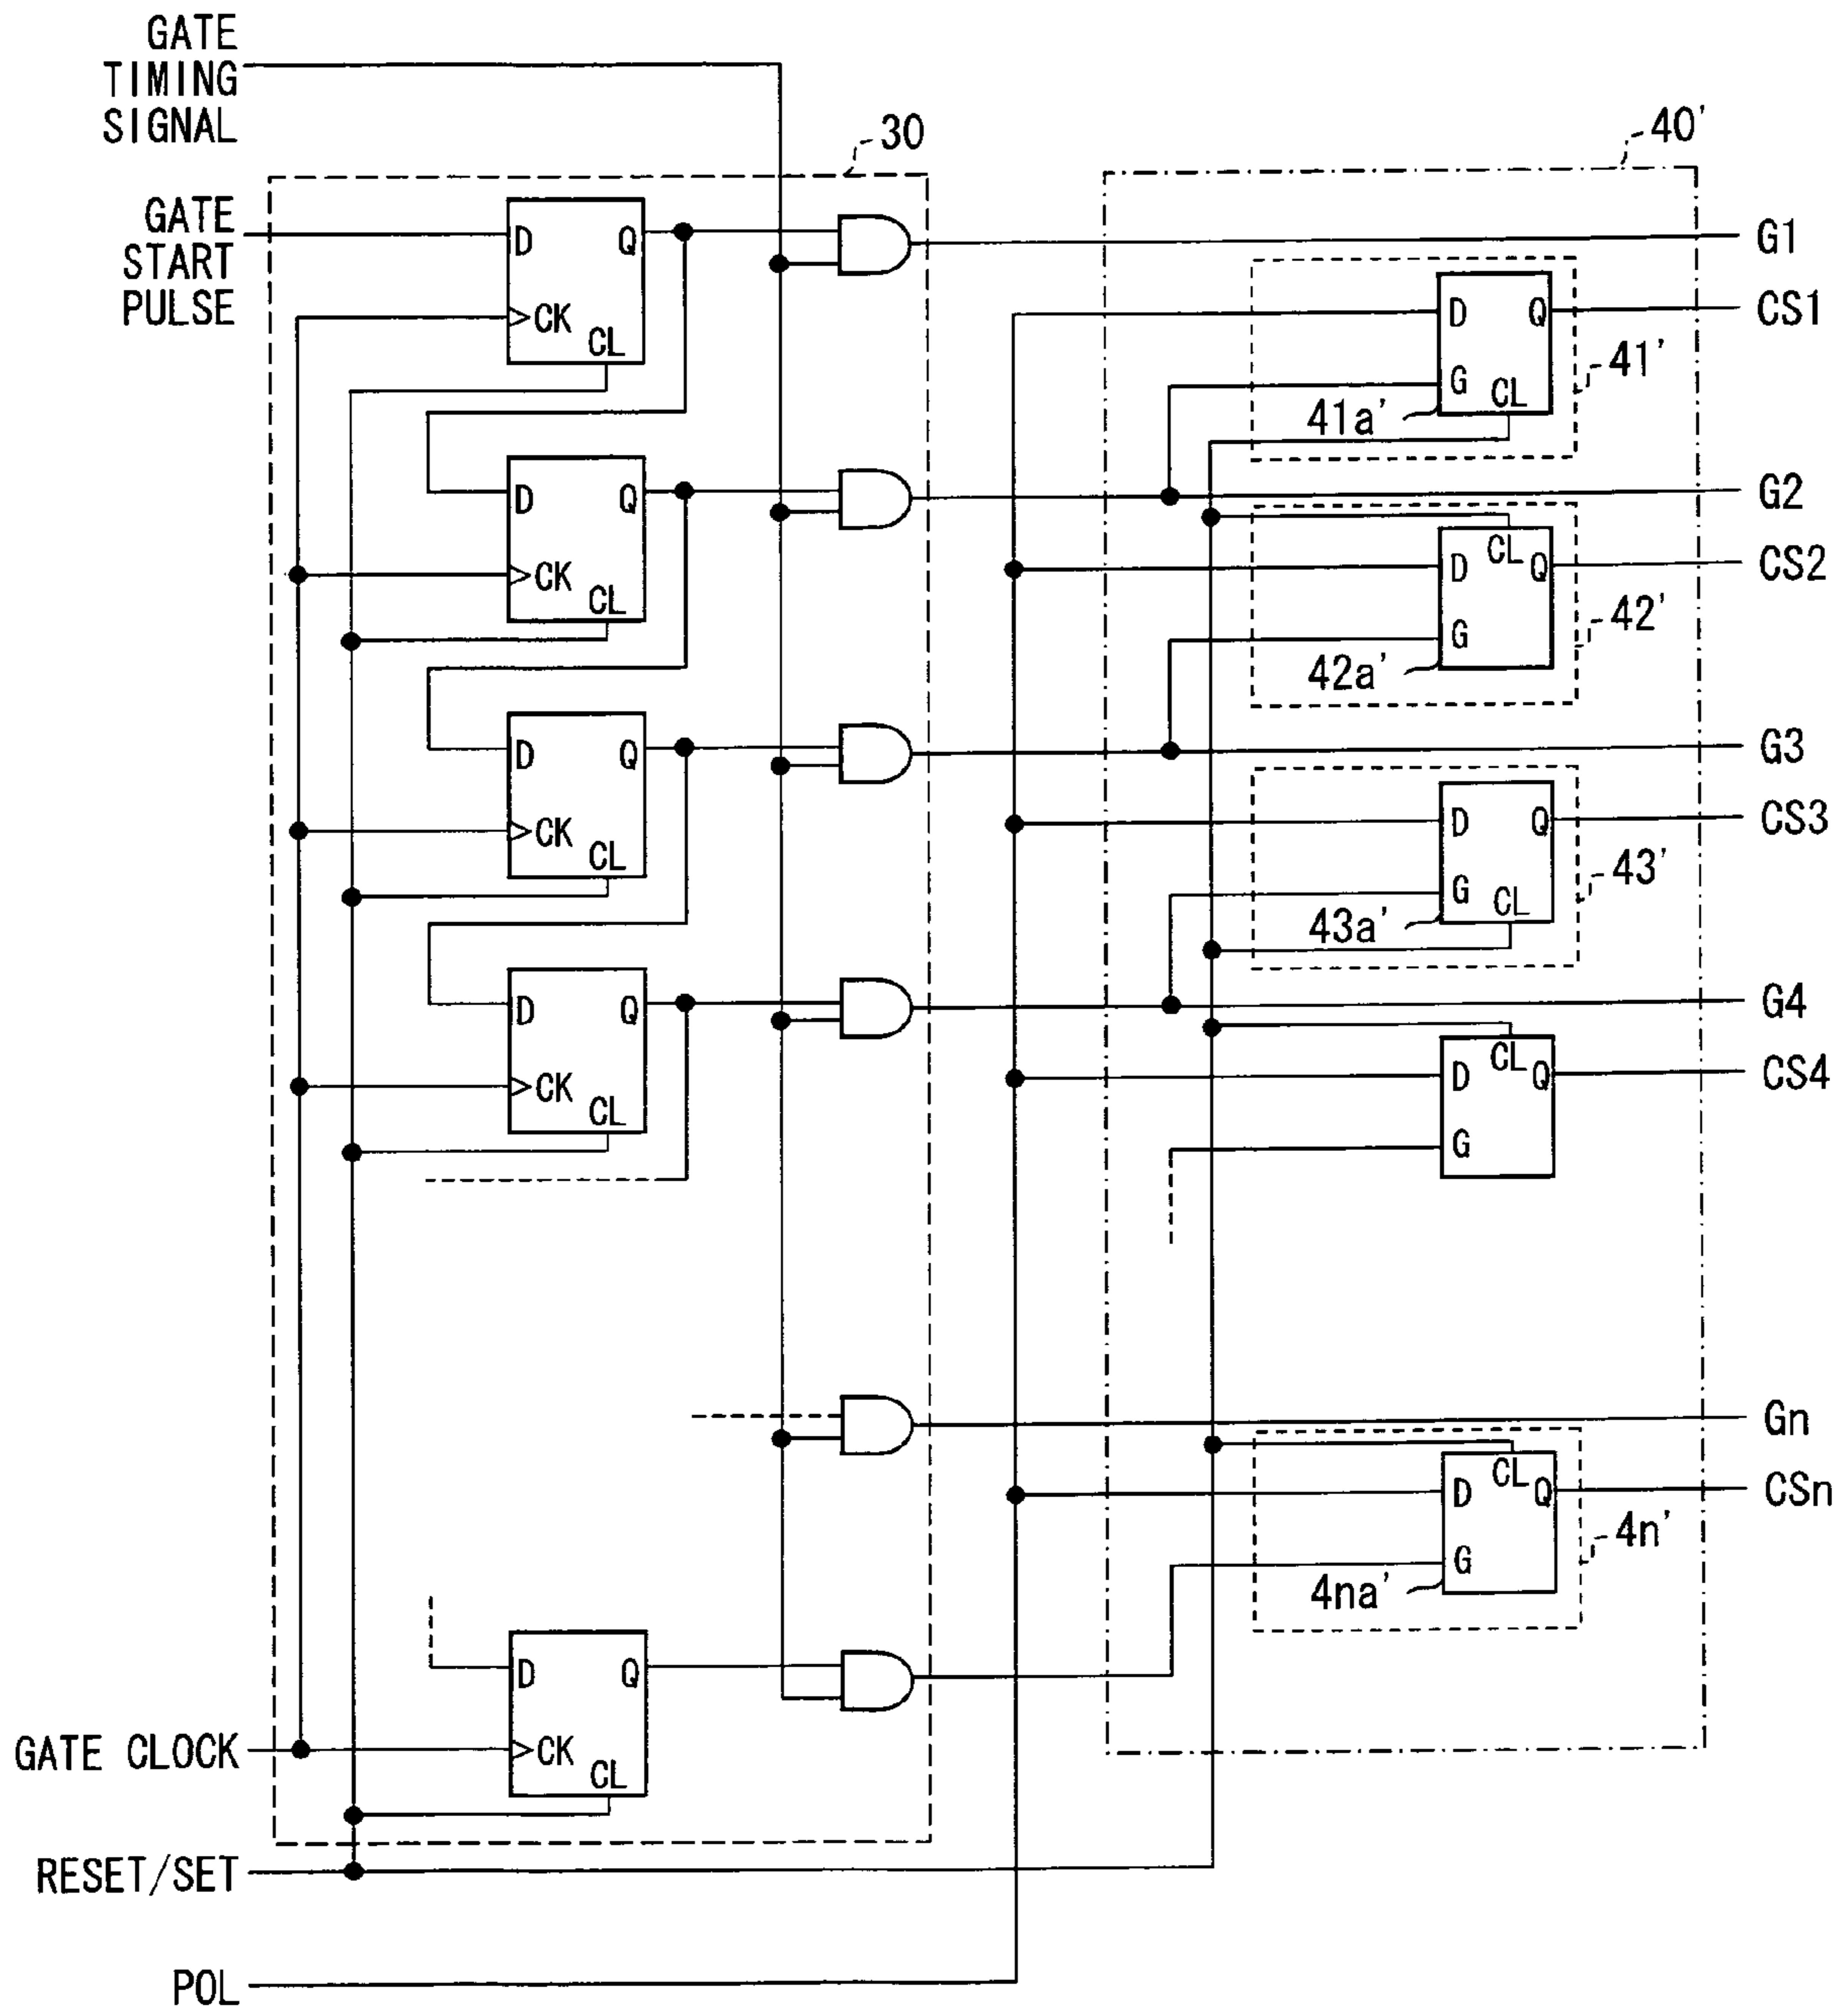 GATE
TIMING
SIGNAL
30
40'
GATE
START
PULSE
D Q
CK
CL
G1
D Q
G
CL
CS1
41'
41a'
D Q
CK
CL
G2
CL
D Q
G
CS2
42'
42a'
D Q
CK
CL
G3
D Q
G
CL
CS3
43'
43a'
D Q
CK
CL
G4
CL
D Q
G
CS4
Gn
CL
D Q
G
CSn
4n'
4na'
D Q
CK
CL
GATE CLOCK
RESET/SET
POL